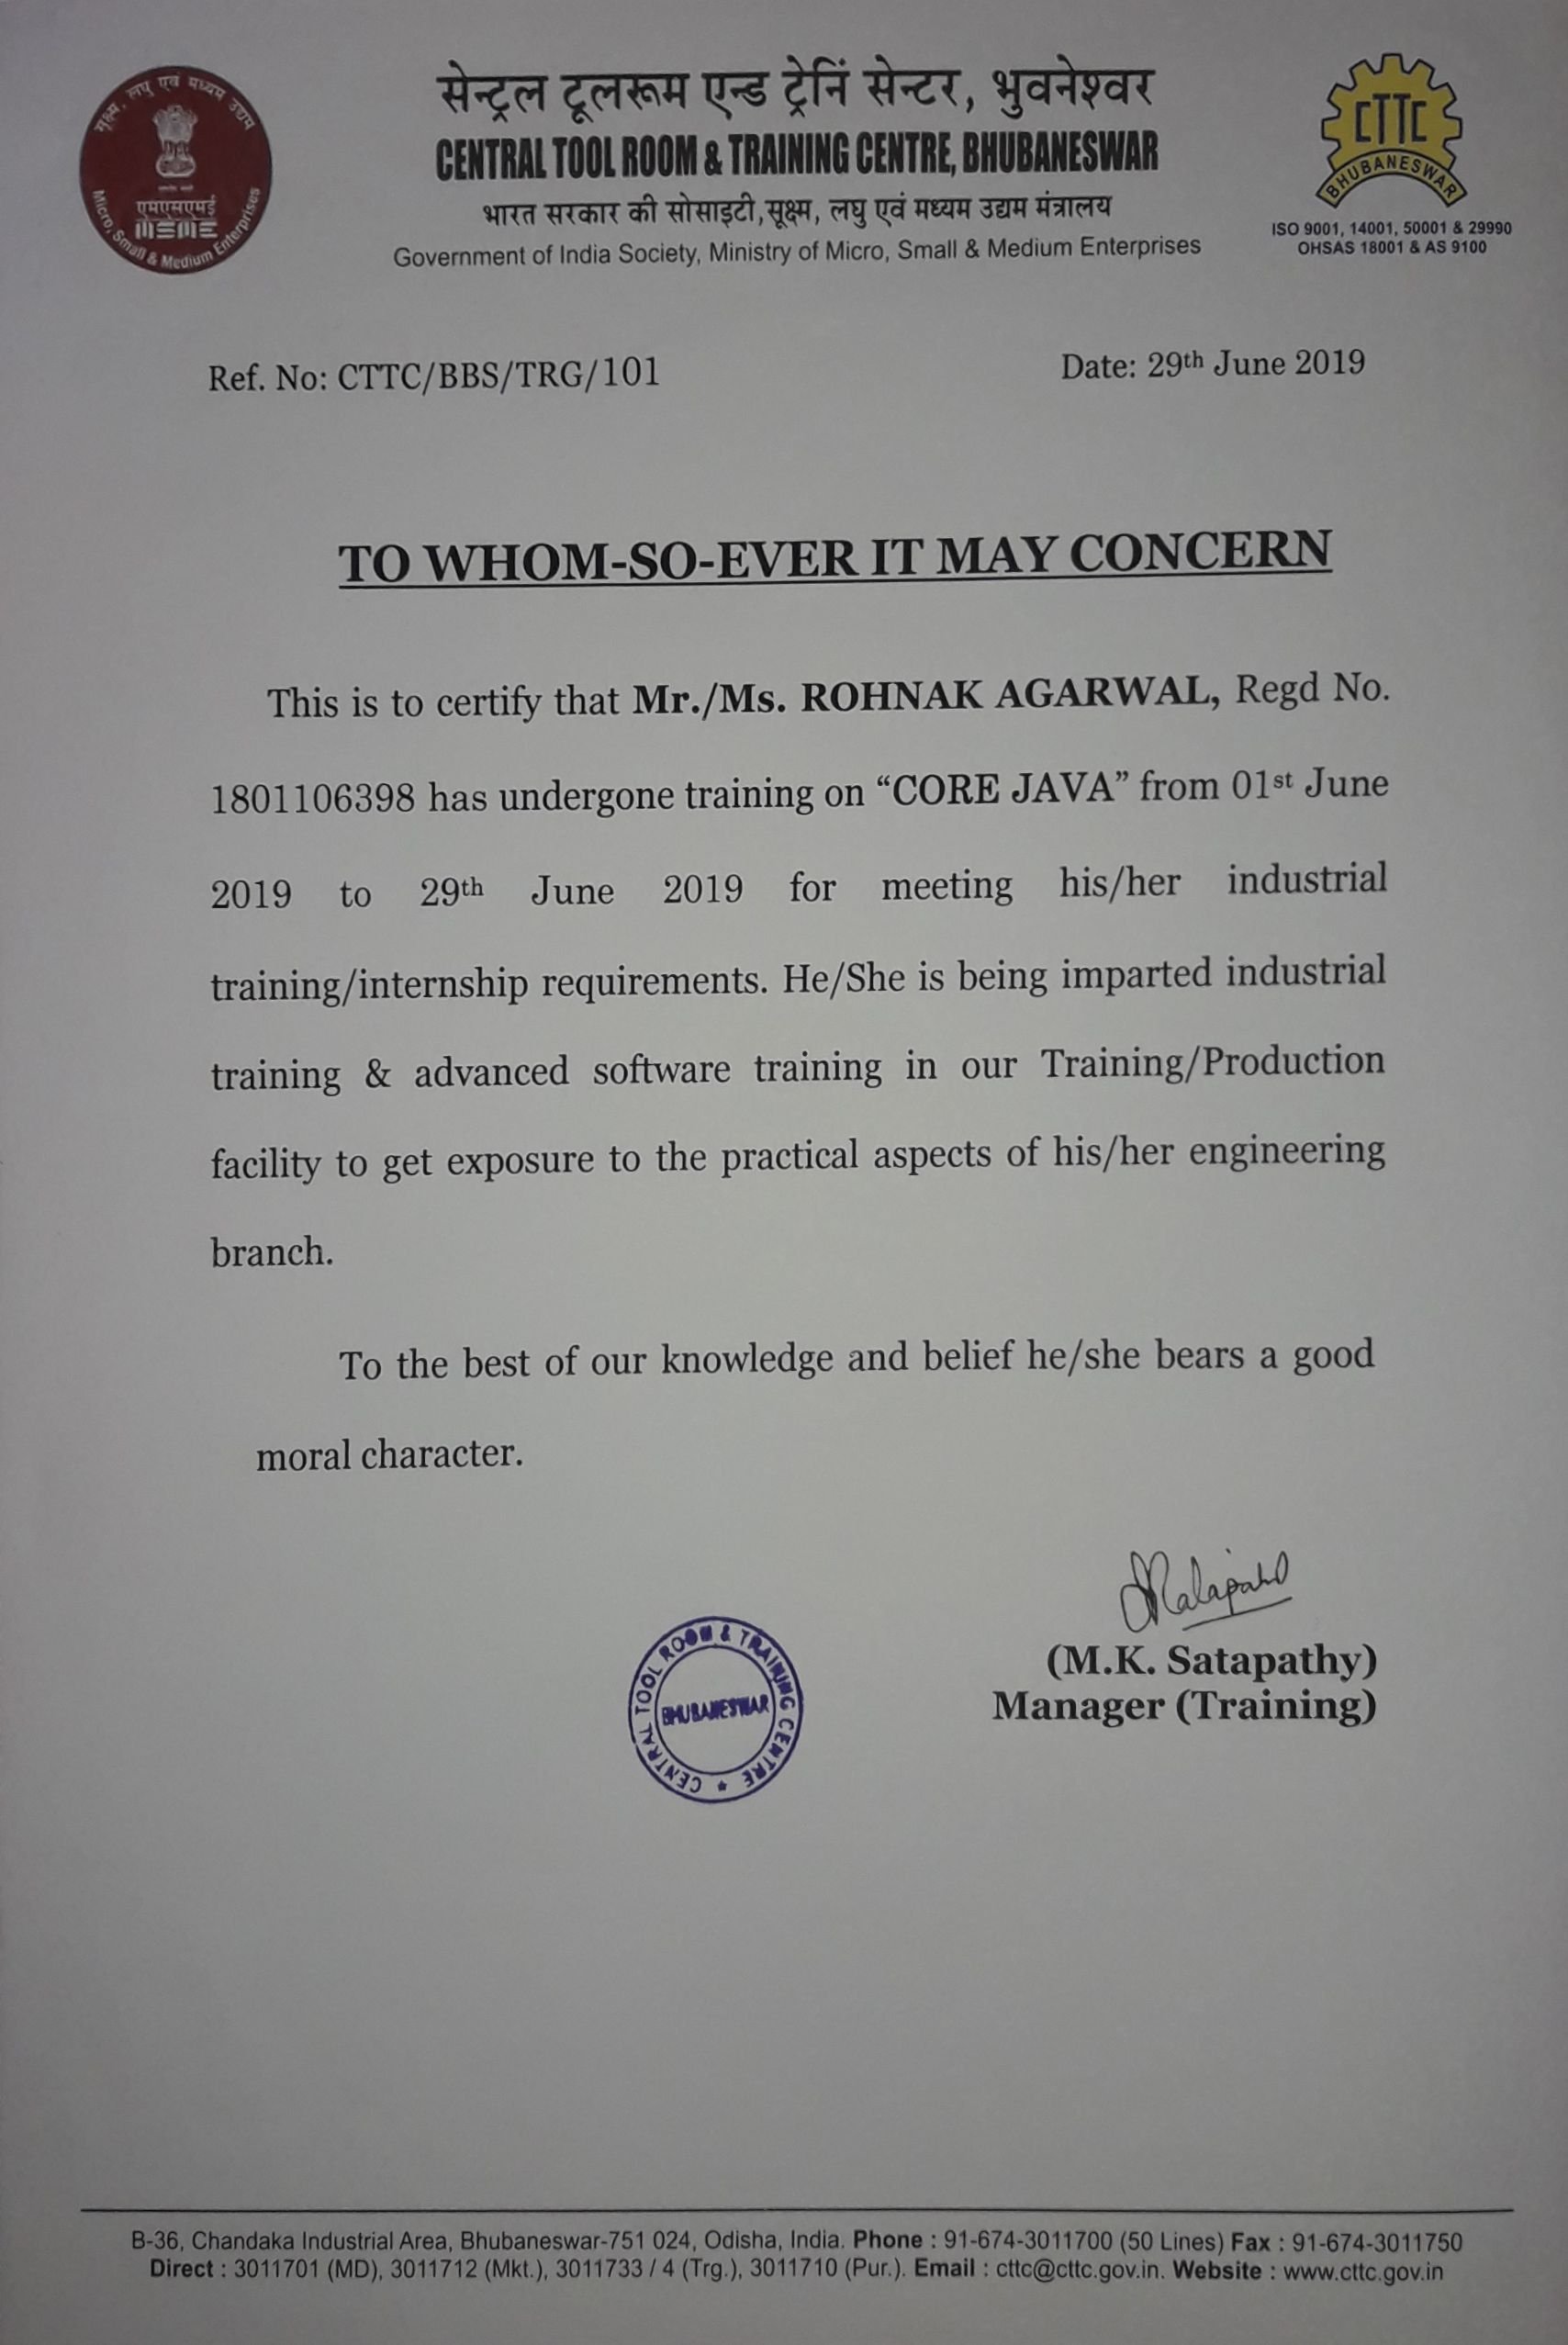 सूक्ष्म, लघु एवं मध्यम उद्यम
एमएसएमई
MSME
Micro, Small & Medium Enterprises
सेन्ट्रल टूलरूम एन्ड ट्रेनिं सेन्टर, भुवनेश्वर
CENTRAL TOOL ROOM & TRAINING CENTRE, BHUBANESWAR
भारत सरकार की सोसाइटी,सूक्ष्म, लघु एवं मध्यम उद्यम मंत्रालय
Government of India Society, Ministry of Micro, Small & Medium Enterprises
CTTC
BHUBANESWAR
ISO 9001, 14001, 50001 & 29990
OHSAS 18001 & AS 9100
Ref. No: CTTC/BBS/TRG/101 Date: 29th June 2019
TO WHOM-SO-EVER IT MAY CONCERN
This is to certify that Mr./Ms. ROHNAK AGARWAL, Regd No.
1801106398 has undergone training on “CORE JAVA” from 01st June
2019 to 29th June 2019 for meeting his/her industrial
training/internship requirements. He/She is being imparted industrial
training & advanced software training in our Training/Production
facility to get exposure to the practical aspects of his/her engineering
branch.
To the best of our knowledge and belief he/she bears a good
moral character.
CENTRAL TOOL ROOM & TRAINING CENTRE
BHUBANESWAR
(M.K. Satapathy)
Manager (Training)
B-36, Chandaka Industrial Area, Bhubaneswar-751 024, Odisha, India. Phone : 91-674-3011700 (50 Lines) Fax : 91-674-3011750
Direct : 3011701 (MD), 3011712 (Mkt.), 3011733 / 4 (Trg.), 3011710 (Pur.). Email : cttc@cttc.gov.in. Website : www.cttc.gov.in